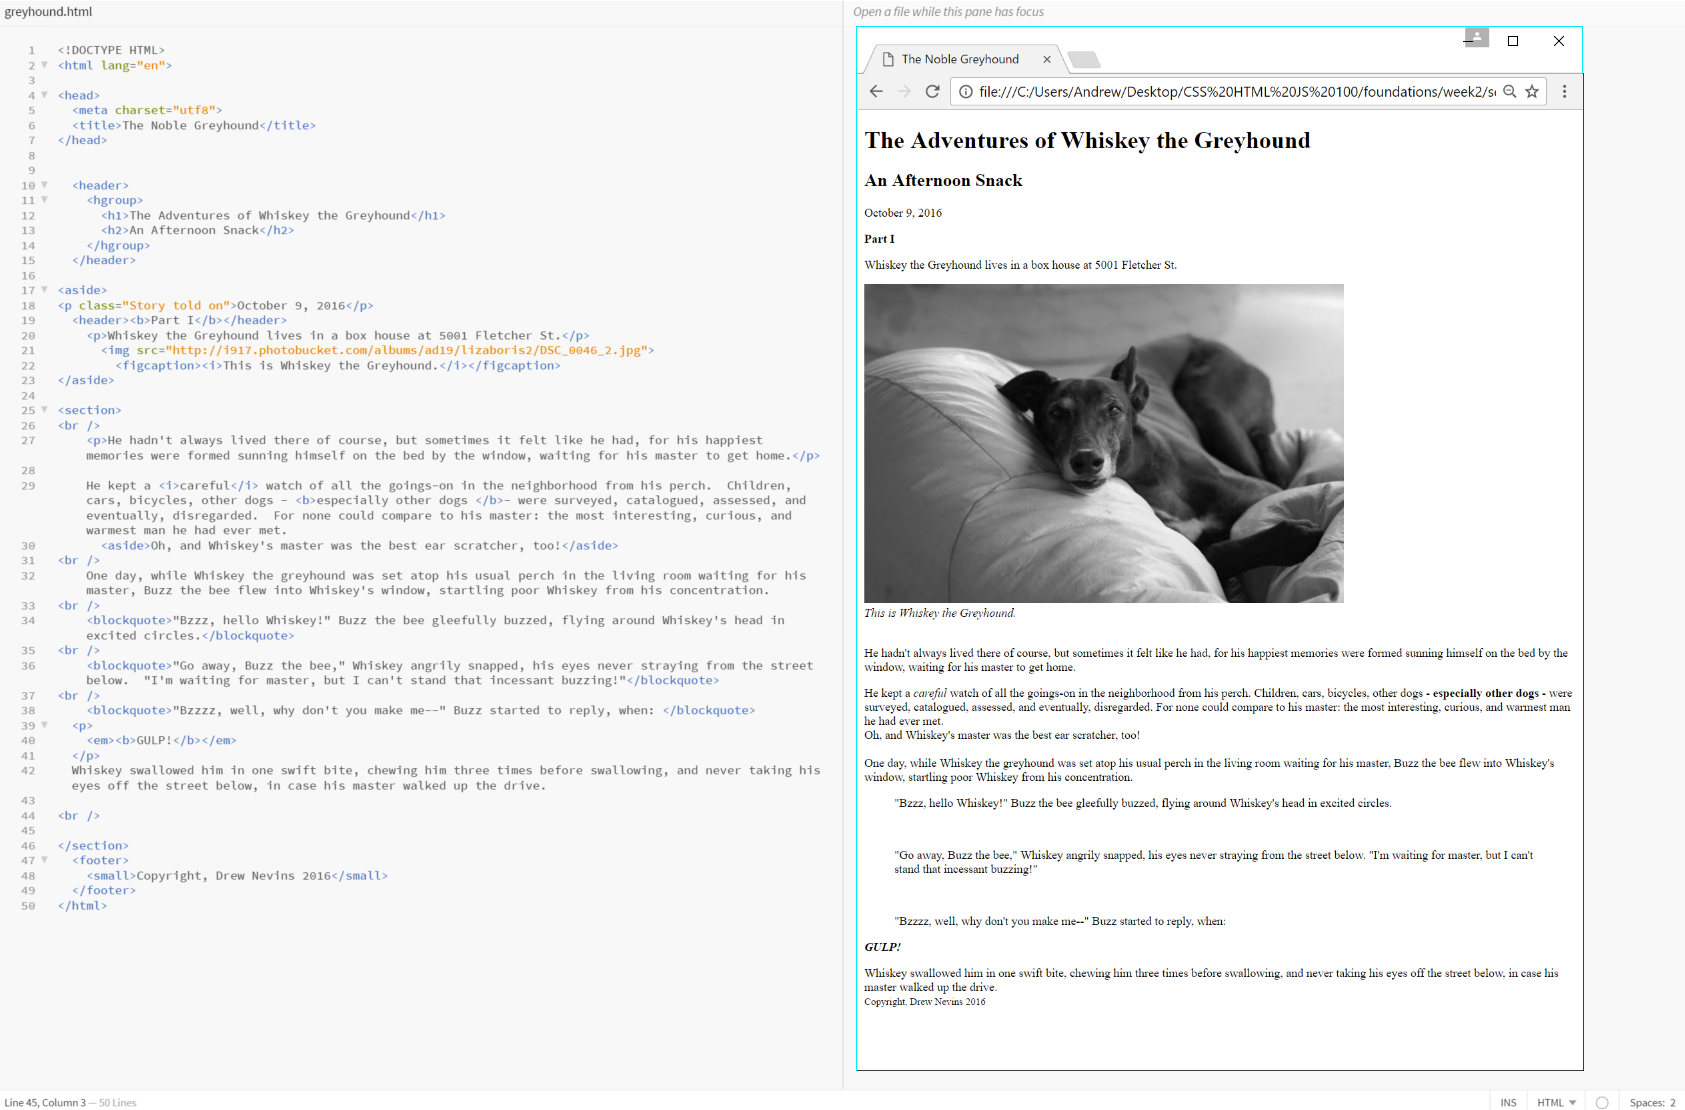 greyhound.html
Open a file while this pane has focus
1 <!DOCTYPE HTML>
2 <html lang="en">
3
4 <head>
5 <meta charset="utf8">
6 <title>The Noble Greyhound</title>
7 </head>
8
9
10 <header>
11 <hgroup>
12 <h1>The Adventures of Whiskey the Greyhound</h1>
13 <h2>An Afternoon Snack</h2>
14 </hgroup>
15 </header>
16
17 <aside>
18 <p class="Story told on">October 9, 2016</p>
19 <header><b>Part I</b></header>
20 <p>Whiskey the Greyhound lives in a box house at 5001 Fletcher St.</p>
21 <img src="http://i917.photobucket.com/albums/ad19/lizaboris2/DSC_0046_2.jpg">
22 <figcaption><i>This is Whiskey the Greyhound.</i></figcaption>
23 </aside>
24
25 <section>
26 <br />
27 <p>He hadn't always lived there of course, but sometimes it felt like he had, for his happiest
memories were formed sunning himself on the bed by the window, waiting for his master to get home.</p>
28
29 He kept a <i>careful</i> watch of all the goings-on in the neighborhood from his perch.  Children,
cars, bicycles, other dogs - <b>especially other dogs </b>- were surveyed, catalogued, assessed, and
eventually, disregarded.  For none could compare to his master: the most interesting, curious, and
warmest man he had ever met.
30 <aside>Oh, and Whiskey's master was the best ear scratcher, too!</aside>
31 <br />
32 One day, while Whiskey the greyhound was set atop his usual perch in the living room waiting for his
master, Buzz the bee flew into Whiskey's window, startling poor Whiskey from his concentration.
33 <br />
34 <blockquote>"Bzzz, hello Whiskey!" Buzz the bee gleefully buzzed, flying around Whiskey's head in
excited circles.</blockquote>
35 <br />
36 <blockquote>"Go away, Buzz the bee," Whiskey angrily snapped, his eyes never straying from the street
below.  "I'm waiting for master, but I can't stand that incessant buzzing!"</blockquote>
37 <br />
38 <blockquote>"Bzzzz, well, why don't you make me--" Buzz started to reply, when: </blockquote>
39 <p>
40 <em><b>GULP!</b></em>
41 </p>
42 Whiskey swallowed him in one swift bite, chewing him three times before swallowing, and never taking his
eyes off the street below, in case his master walked up the drive.
43
44 <br />
45
46 </section>
47 <footer>
48 <small>Copyright, Drew Nevins 2016</small>
49 </footer>
50 </html>
The Noble Greyhound
file:///C:/Users/Andrew/Desktop/CSS%20HTML%20JS%20100/foundations/week2/s
The Adventures of Whiskey the Greyhound
An Afternoon Snack
October 9, 2016
Part I
Whiskey the Greyhound lives in a box house at 5001 Fletcher St.
This is Whiskey the Greyhound.
He hadn't always lived there of course, but sometimes it felt like he had, for his happiest memories were formed sunning himself on the bed by the
window, waiting for his master to get home.
He kept a careful watch of all the goings-on in the neighborhood from his perch. Children, cars, bicycles, other dogs - especially other dogs - were
surveyed, catalogued, assessed, and eventually, disregarded. For none could compare to his master: the most interesting, curious, and warmest man
he had ever met.
Oh, and Whiskey's master was the best ear scratcher, too!
One day, while Whiskey the greyhound was set atop his usual perch in the living room waiting for his master, Buzz the bee flew into Whiskey's
window, startling poor Whiskey from his concentration.
"Bzzz, hello Whiskey!" Buzz the bee gleefully buzzed, flying around Whiskey's head in excited circles.
"Go away, Buzz the bee," Whiskey angrily snapped, his eyes never straying from the street below. "I'm waiting for master, but I can't
stand that incessant buzzing!"
"Bzzzz, well, why don't you make me--" Buzz started to reply, when:
GULP!
Whiskey swallowed him in one swift bite, chewing him three times before swallowing, and never taking his eyes off the street below, in case his
master walked up the drive.
Copyright, Drew Nevins 2016
Line 45, Column 3 — 50 Lines
INS HTML Spaces: 2